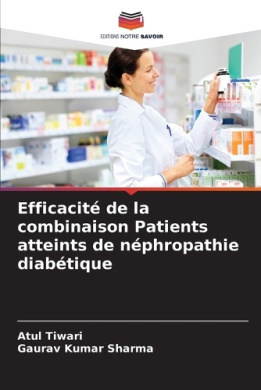 EDITIONS NOTRE SAVOIR
Efficacité de la
combinaison Patients
atteints de néphropathie
diabétique
Atul Tiwari
Gaurav Kumar Sharma